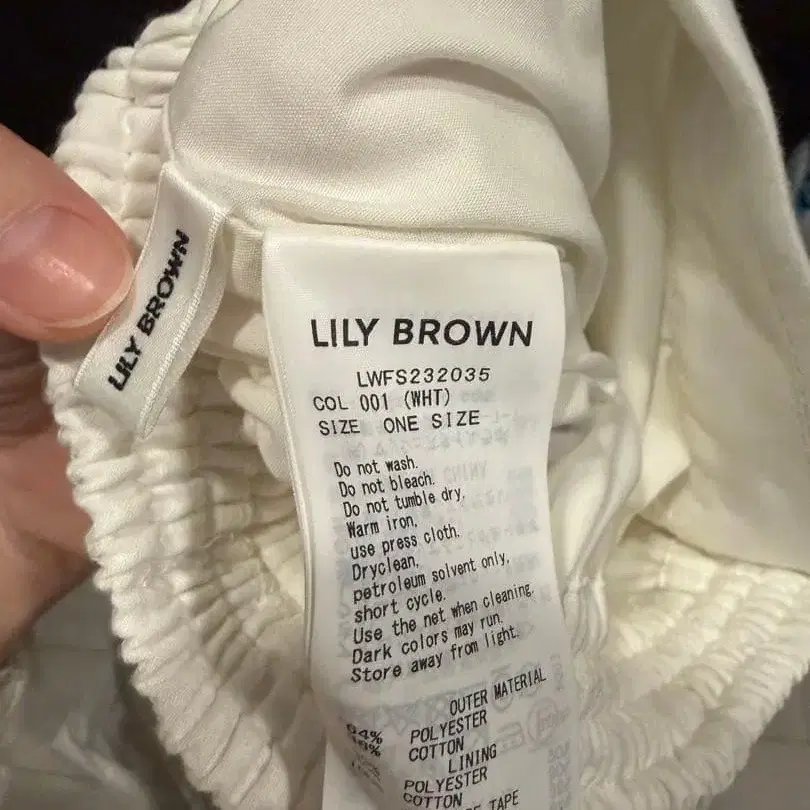 LILY BROWN
LILY BROWN
LWFS232035
COL 001 (WHT)
SIZE ONE SIZE
Do not wash.
Do not bleach.
Do not tumble dry.
Warm iron,
use press cloth.
Dryclean,
petroleum solvent only,
short cycle.
Use the net when cleaning.
Dark colors may run.
Store away from light.
OUTER MATERIAL
POLYESTER
COTTON
LINING
POLYESTER
COTTON
TAPE